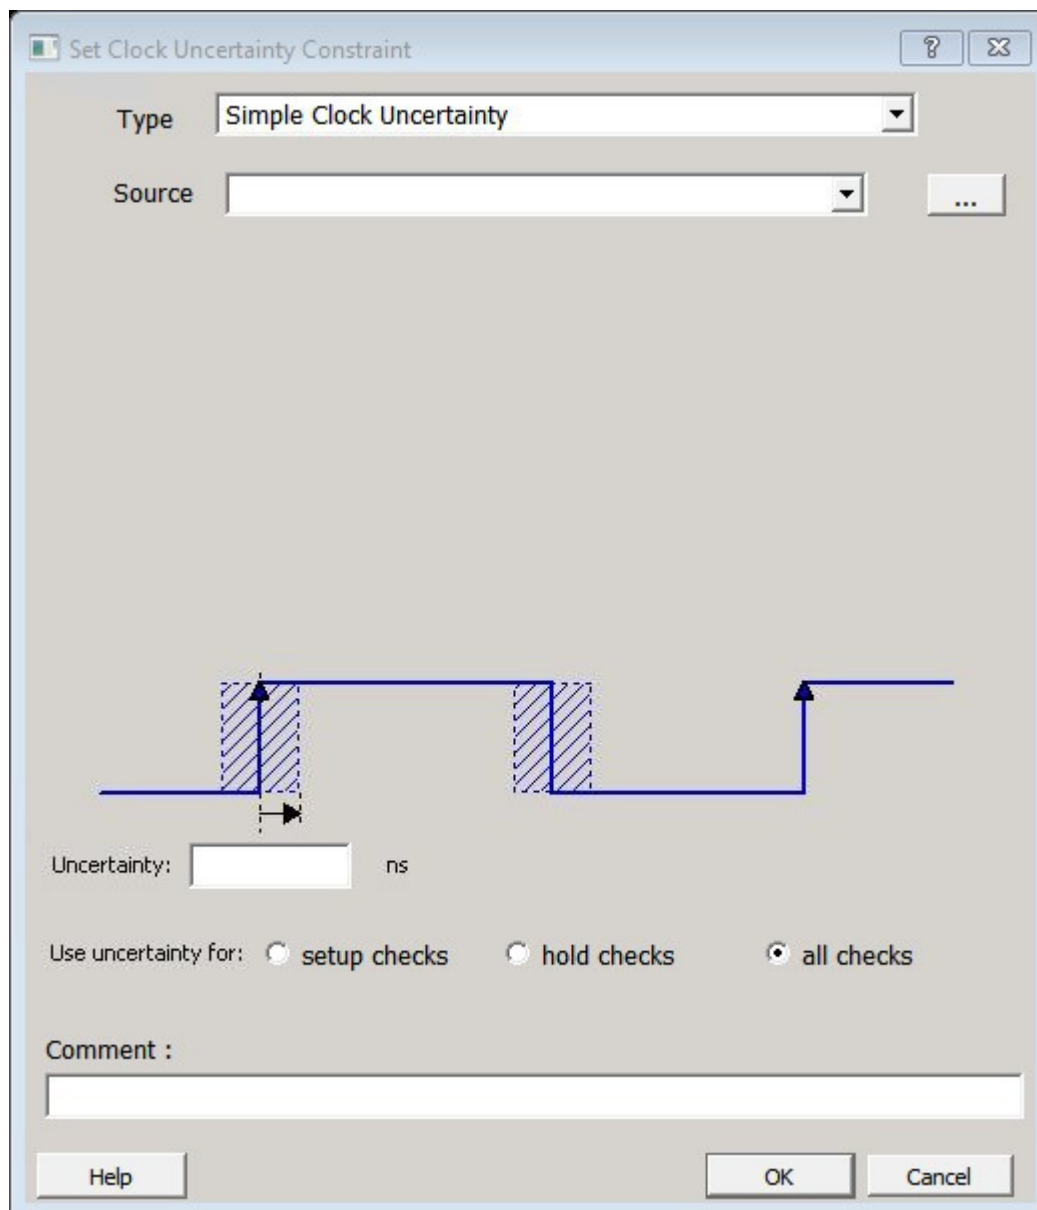 Set Clock Uncertainty Constraint
Type Simple Clock Uncertainty
Source ...
Uncertainty: ns
Use uncertainty for: setup checks hold checks all checks
Comment :
Help OK Cancel